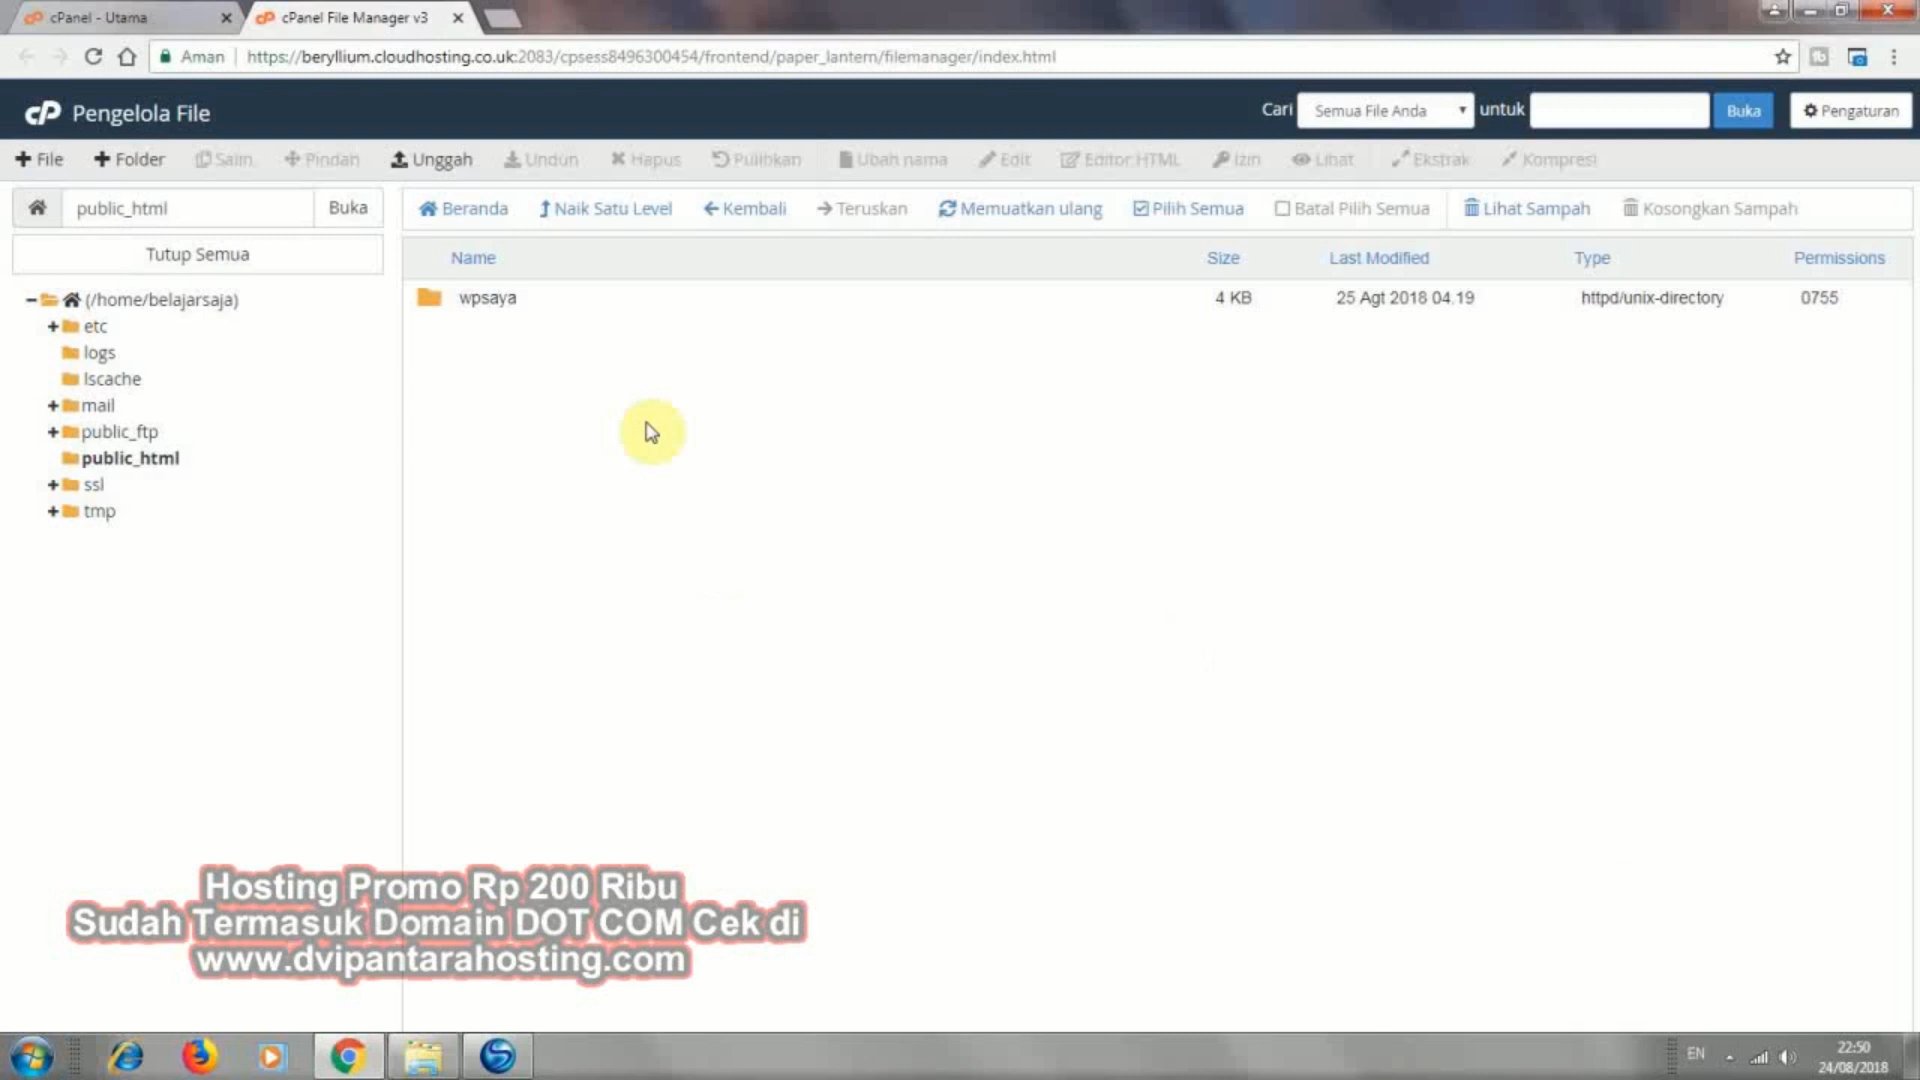 cPanel - Utama
cPanel File Manager v3
Aman
https://beryllium.cloudhosting.co.uk:2083/cpsess8496300454/frontend/paper_lantern/filemanager/index.html
cP Pengelola File
Cari
Semua File Anda
untuk
Buka
Pengaturan
File
Folder
Salin
Pindah
Unggah
Unduh
Hapus
Pulihkan
Ubah nama
Edit
Editor HTML
Izin
Lihat
Ekstrak
Kompresi
public_html
Buka
Beranda
Naik Satu Level
Kembali
Teruskan
Memuatkan ulang
Pilih Semua
Batal Pilih Semua
Lihat Sampah
Kosongkan Sampah
Tutup Semua
Name
Size
Last Modified
Type
Permissions
wpsaya
4 KB
25 Agt 2018 04.19
httpd/unix-directory
0755
(/home/belajarsaja)
etc
logs
lscache
mail
public_ftp
public_html
ssl
tmp
Hosting Promo Rp 200 Ribu
Sudah Termasuk Domain DOT COM Cek di
www.dvipantarahosting.com
EN
22:50
24/08/2018